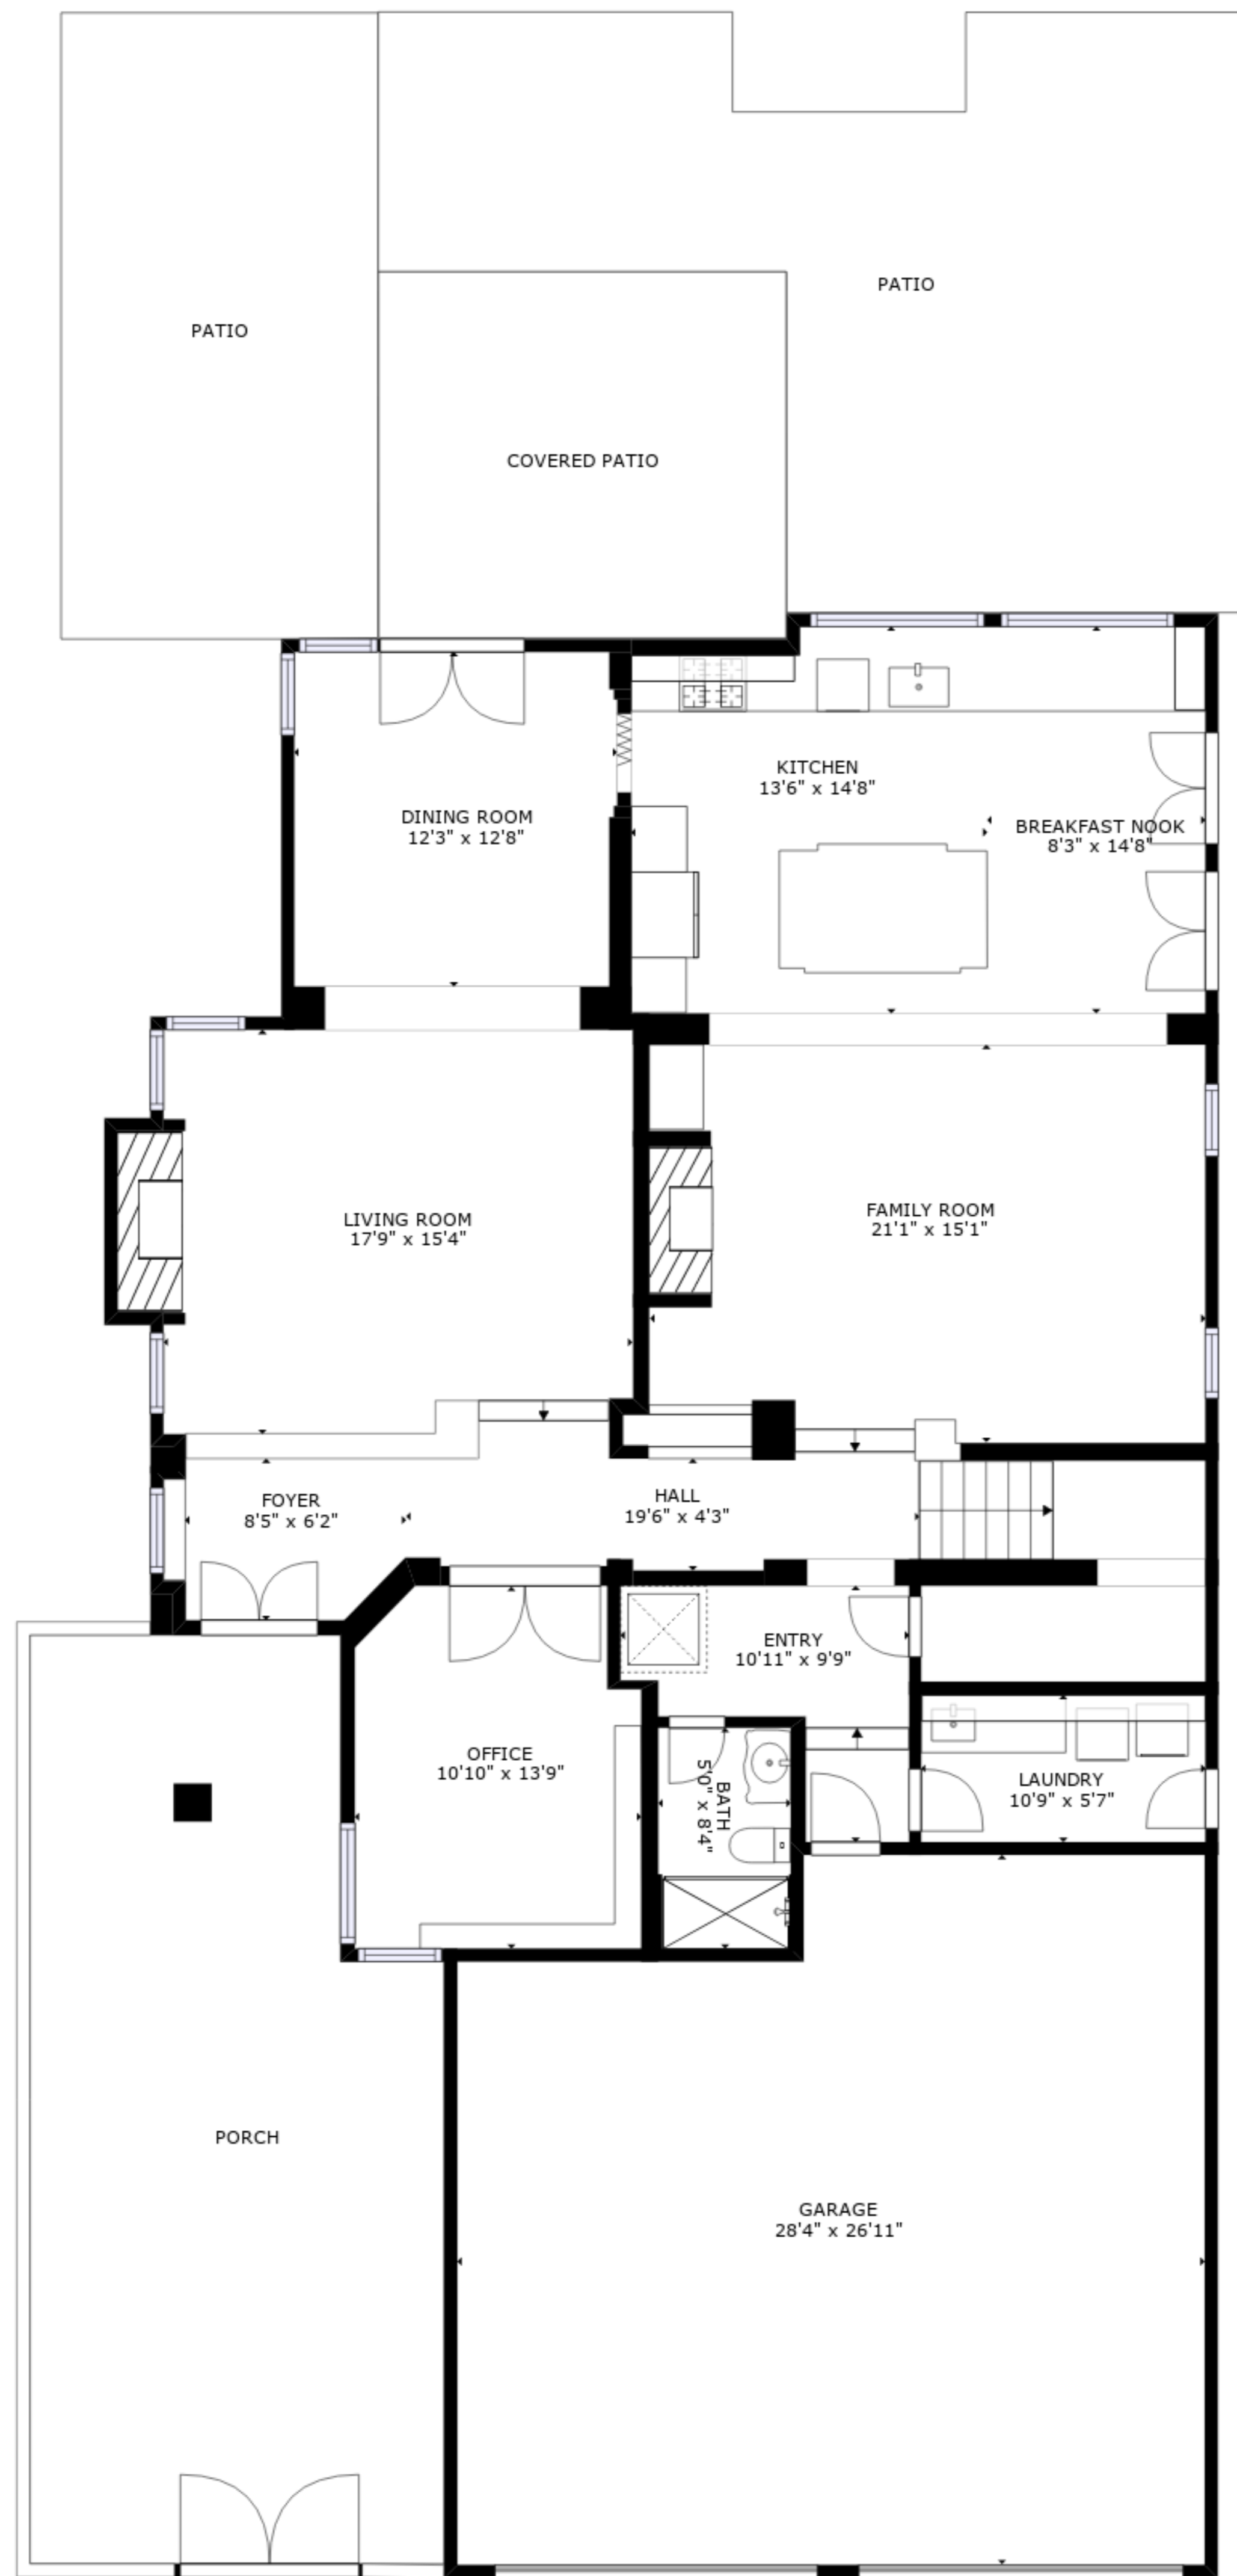 PATIO
PATIO
COVERED PATIO
KITCHEN
13'6" x 14'8"
DINING ROOM
12'3" x 12'8"
BREAKFAST NOOK
8'3" x 14'8"
LIVING ROOM
17'9" x 15'4"
FAMILY ROOM
21'1" x 15'1"
FOYER
8'5" x 6'2"
HALL
19'6" x 4'3"
ENTRY
10'11" x 9'9"
OFFICE
10'10" x 13'9"
BATH
5'0" x 8'4"
LAUNDRY
10'9" x 5'7"
PORCH
GARAGE
28'4" x 26'11"